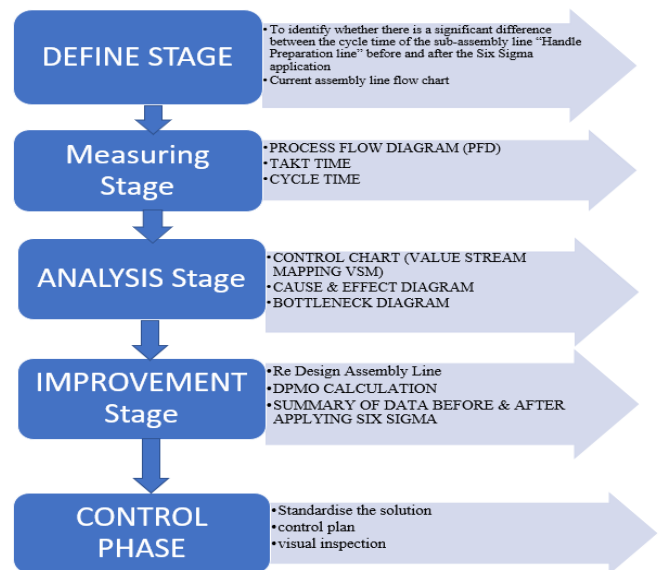 DEFINE STAGE
•To identify whether there is a significant difference
between the cycle time of the sub-assembly line “Handle
Preparation line” before and after the Six Sigma
application
•Current assembly line flow chart
Measuring
Stage
•PROCESS FLOW DIAGRAM (PFD)
•TAKT TIME
•CYCLE TIME
ANALYSIS Stage
•CONTROL CHART (VALUE STREAM
MAPPING VSM)
•CAUSE & EFFECT DIAGRAM
•BOTTLENECK DIAGRAM
IMPROVEMENT
Stage
•Re Design Assembly Line
•DPMO CALCULATION
•SUMMARY OF DATA BEFORE & AFTER
APPLYING SIX SIGMA
CONTROL
PHASE
•Standardise the solution
•control plan
•visual inspection